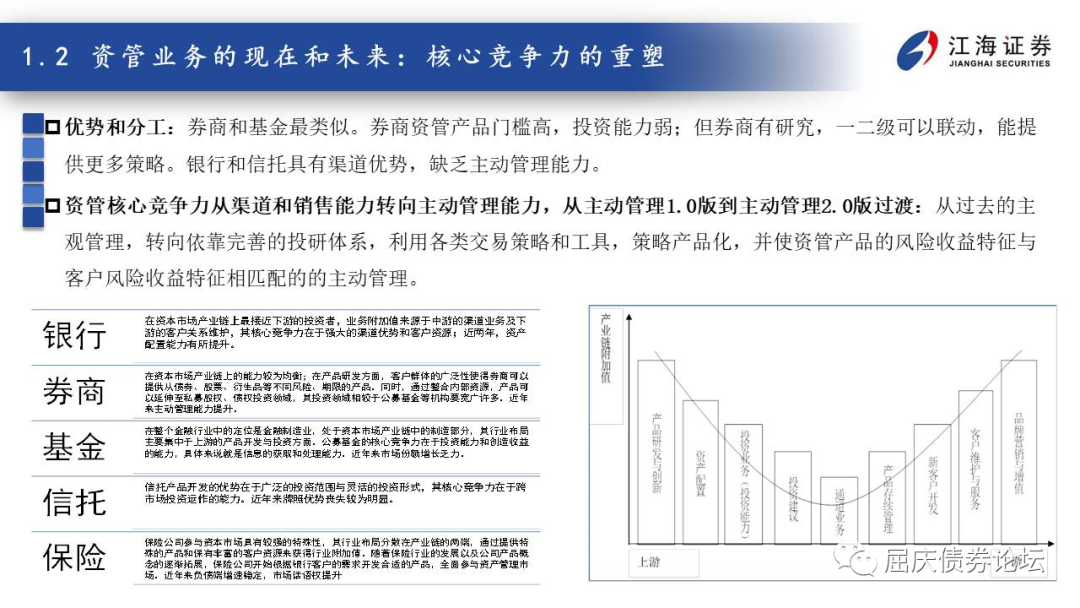 1.2 资管业务的现在和未来：核心竞争力的重塑
江海证券
JIANGHAI SECURITIES
优势和分工：券商和基金最类似。券商资管产品门槛高，投资能力弱；但券商有研究，一二级可以联动，能提
供更多策略。银行和信托具有渠道优势，缺乏主动管理能力。
资管核心竞争力从渠道和销售能力转向主动管理能力，从主动管理1.0版到主动管理2.0版过渡：从过去的主
观管理，转向依靠完善的投研体系，利用各类交易策略和工具，策略产品化，并使资管产品的风险收益特征与
客户风险收益特征相匹配的的主动管理。
银行
在资本市场产业链上最接近下游的投资者，业务附加值来源于中游的渠道业务及下
游的客户关系维护，其核心竞争力在于强大的渠道优势和客户资源；近两年，资产
配置能力有所提升。
券商
在资本市场产业链上的能力较为均衡；在产品研发方面，客户群体的广泛性使得券商可以
提供从债券、股票、衍生品等不同风险、期限的产品。同时，通过整合内部资源，产品可
以延伸至私募股权、债权投资领域，其投资领域相较于公募基金等机构要宽广许多。近年
来主动管理能力提升。
基金
在整个金融行业中的定位是金融制造业，处于资本市场产业链中的制造部分，其行业布局
主要集中于上游的产品开发与投资方面。公募基金的核心竞争力在于投资能力和创造收益
的能力，具体来说就是信息的获取和处理能力。近年来市场份额增长乏力。
信托
信托产品开发的优势在于广泛的投资范围与灵活的投资形式，其核心竞争力在于跨
市场投资运作的能力。近年来牌照优势丧失较为明显。
保险
保险公司参与资本市场具有较强的特殊性，其行业布局分散在产业链的两端，通过提供特
殊的产品和保有丰富的客户资源来获得行业附加值。随着保险行业的发展以及公司产品概
念的逐渐拓展，保险公司开始根据银行客户的需求开发合适的产品，全面参与资产管理市
场。近年来负债端增速稳定，市场话语权提升
产业链附加值
产品研发与创新
资产配置
投资业务（投资能力）
投资建议
通道业务
产品存续管理
新客户开发
客户维护与服务
品牌营销与增值
上游
屈庆债券论坛